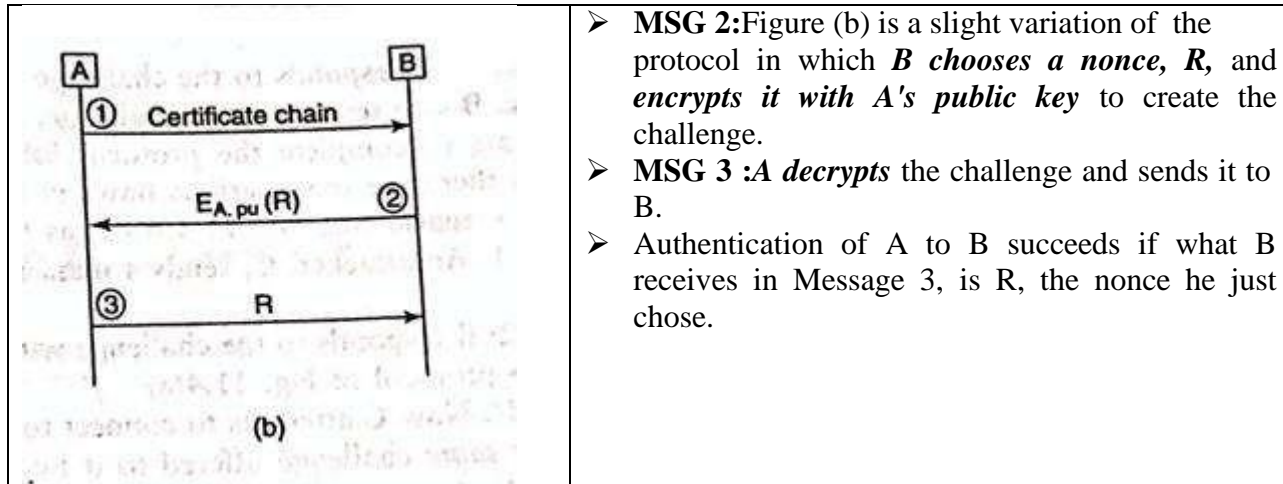 A B
① Certificate chain
E_A. pu (R) ②
③ R
(b)
➢ MSG 2:Figure (b) is a slight variation of the
protocol in which B chooses a nonce, R, and
encrypts it with A's public key to create the
challenge.
➢ MSG 3 :A decrypts the challenge and sends it to
B.
➢ Authentication of A to B succeeds if what B
receives in Message 3, is R, the nonce he just
chose.